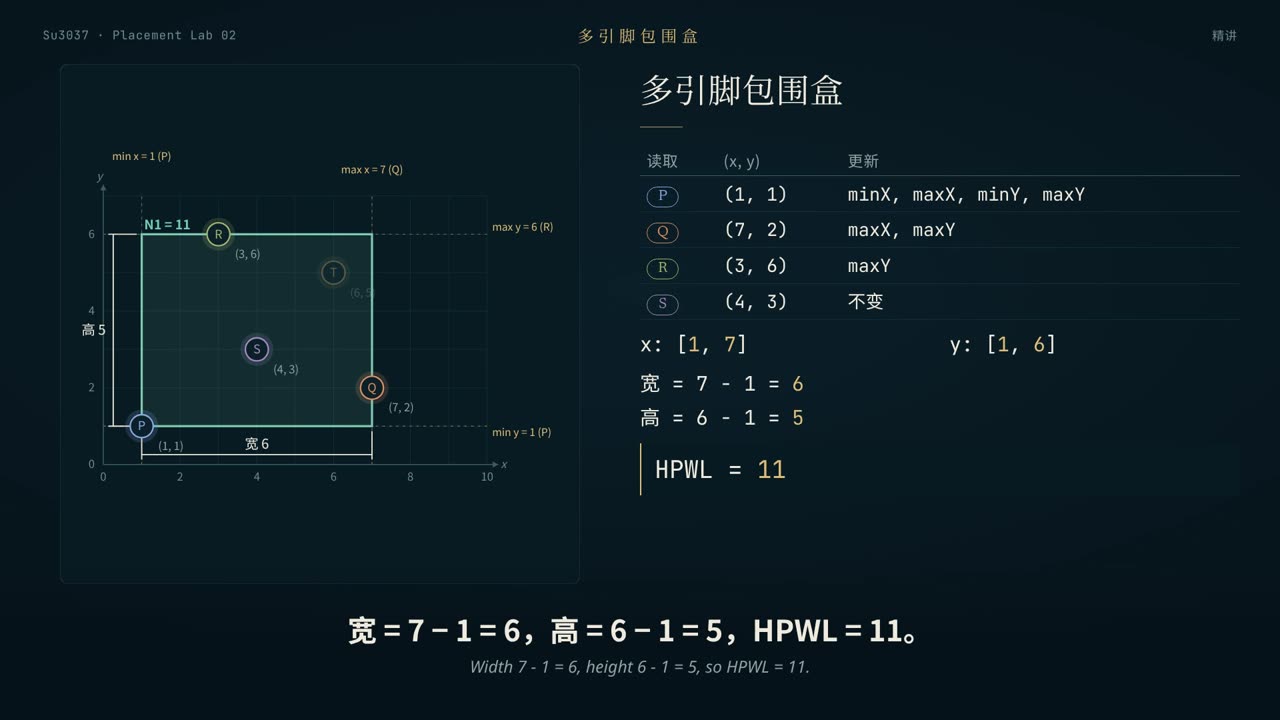 Su3037 · Placement Lab 02
多引脚包围盒
精讲
min x = 1 (P)
max x = 7 (Q)
y
N1 = 11
6
R
(3, 6)
max y = 6 (R)
T
(6, 5)
4
高 5
S
(4, 3)
2
Q
(7, 2)
P
(1, 1)
宽 6
min y = 1 (P)
0
x
0 2 4 6 8 10
多引脚包围盒
读取 (x, y) 更新
P (1, 1) minX, maxX, minY, maxY
Q (7, 2) maxX, maxY
R (3, 6) maxY
S (4, 3) 不变
x: [1, 7] y: [1, 6]
宽 = 7 - 1 = 6
高 = 6 - 1 = 5
HPWL = 11
宽 = 7 − 1 = 6，高 = 6 − 1 = 5，HPWL = 11。
Width 7 - 1 = 6, height 6 - 1 = 5, so HPWL = 11.